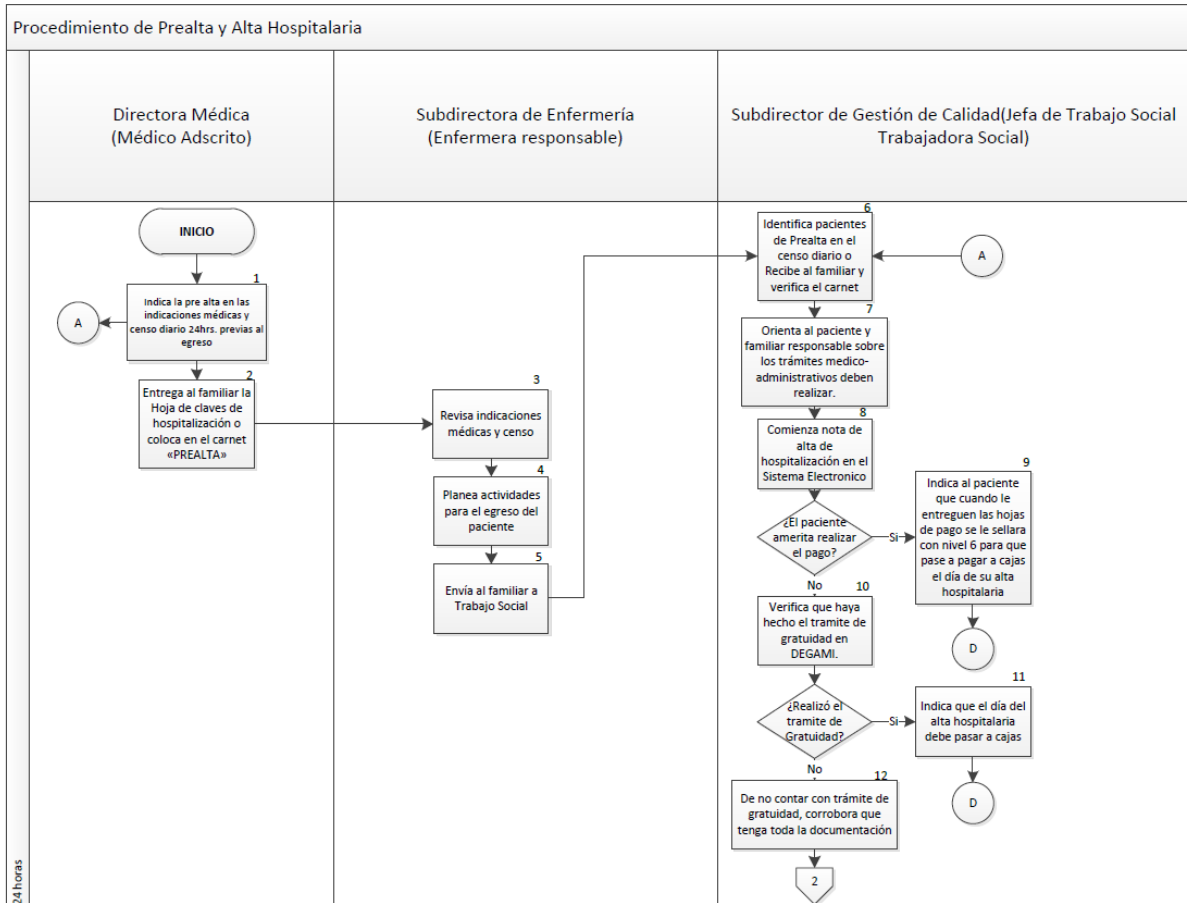 Procedimiento de Prealta y Alta Hospitalaria
Directora Médica
(Médico Adscrito)
Subdirectora de Enfermería
(Enfermera responsable)
Subdirector de Gestión de Calidad(Jefa de Trabajo Social
Trabajadora Social)
24 horas
INICIO
1
Indica la pre alta en las
indicaciones médicas y
censo diario 24hrs. previas al
egreso
A
2
Entrega al familiar la
Hoja de claves de
hospitalización o
coloca en el carnet
«PREALTA»
3
Revisa indicaciones
médicas y censo
4
Planea actividades
para el egreso del
paciente
5
Envía al familiar a
Trabajo Social
6
Identifica pacientes
de Prealta en el
censo diario o
Recibe al familiar y
verifica el carnet
A
7
Orienta al paciente y
familiar responsable sobre
los trámites medico-
administrativos deben
realizar.
8
Comienza nota de
alta de
hospitalización en el
Sistema Electronico
¿El paciente
amerita realizar
el pago?
Si
9
Indica al paciente
que cuando le
entreguen las hojas
de pago se le sellara
con nivel 6 para que
pase a pagar a cajas
el día de su alta
hospitalaria
D
No
10
Verifica que haya
hecho el tramite de
gratuidad en
DEGAMI.
¿Realizó el
tramite de
Gratuidad?
Si
11
Indica que el día del
alta hospitalaria
debe pasar a cajas
D
No
12
De no contar con trámite de
gratuidad, corrobora que
tenga toda la documentación
2